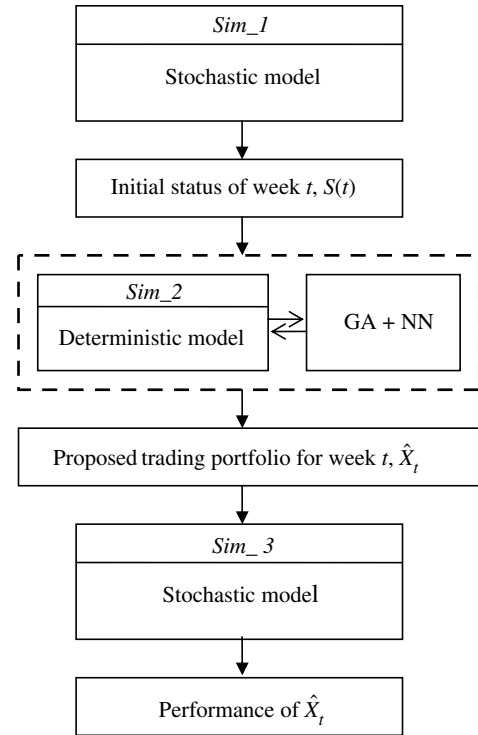 Sim_1
Stochastic model
Initial status of week t, S(t)
Sim_2
Deterministic model
GA + NN
Proposed trading portfolio for week t, X̂ₜ
Sim_ 3
Stochastic model
Performance of X̂ₜ